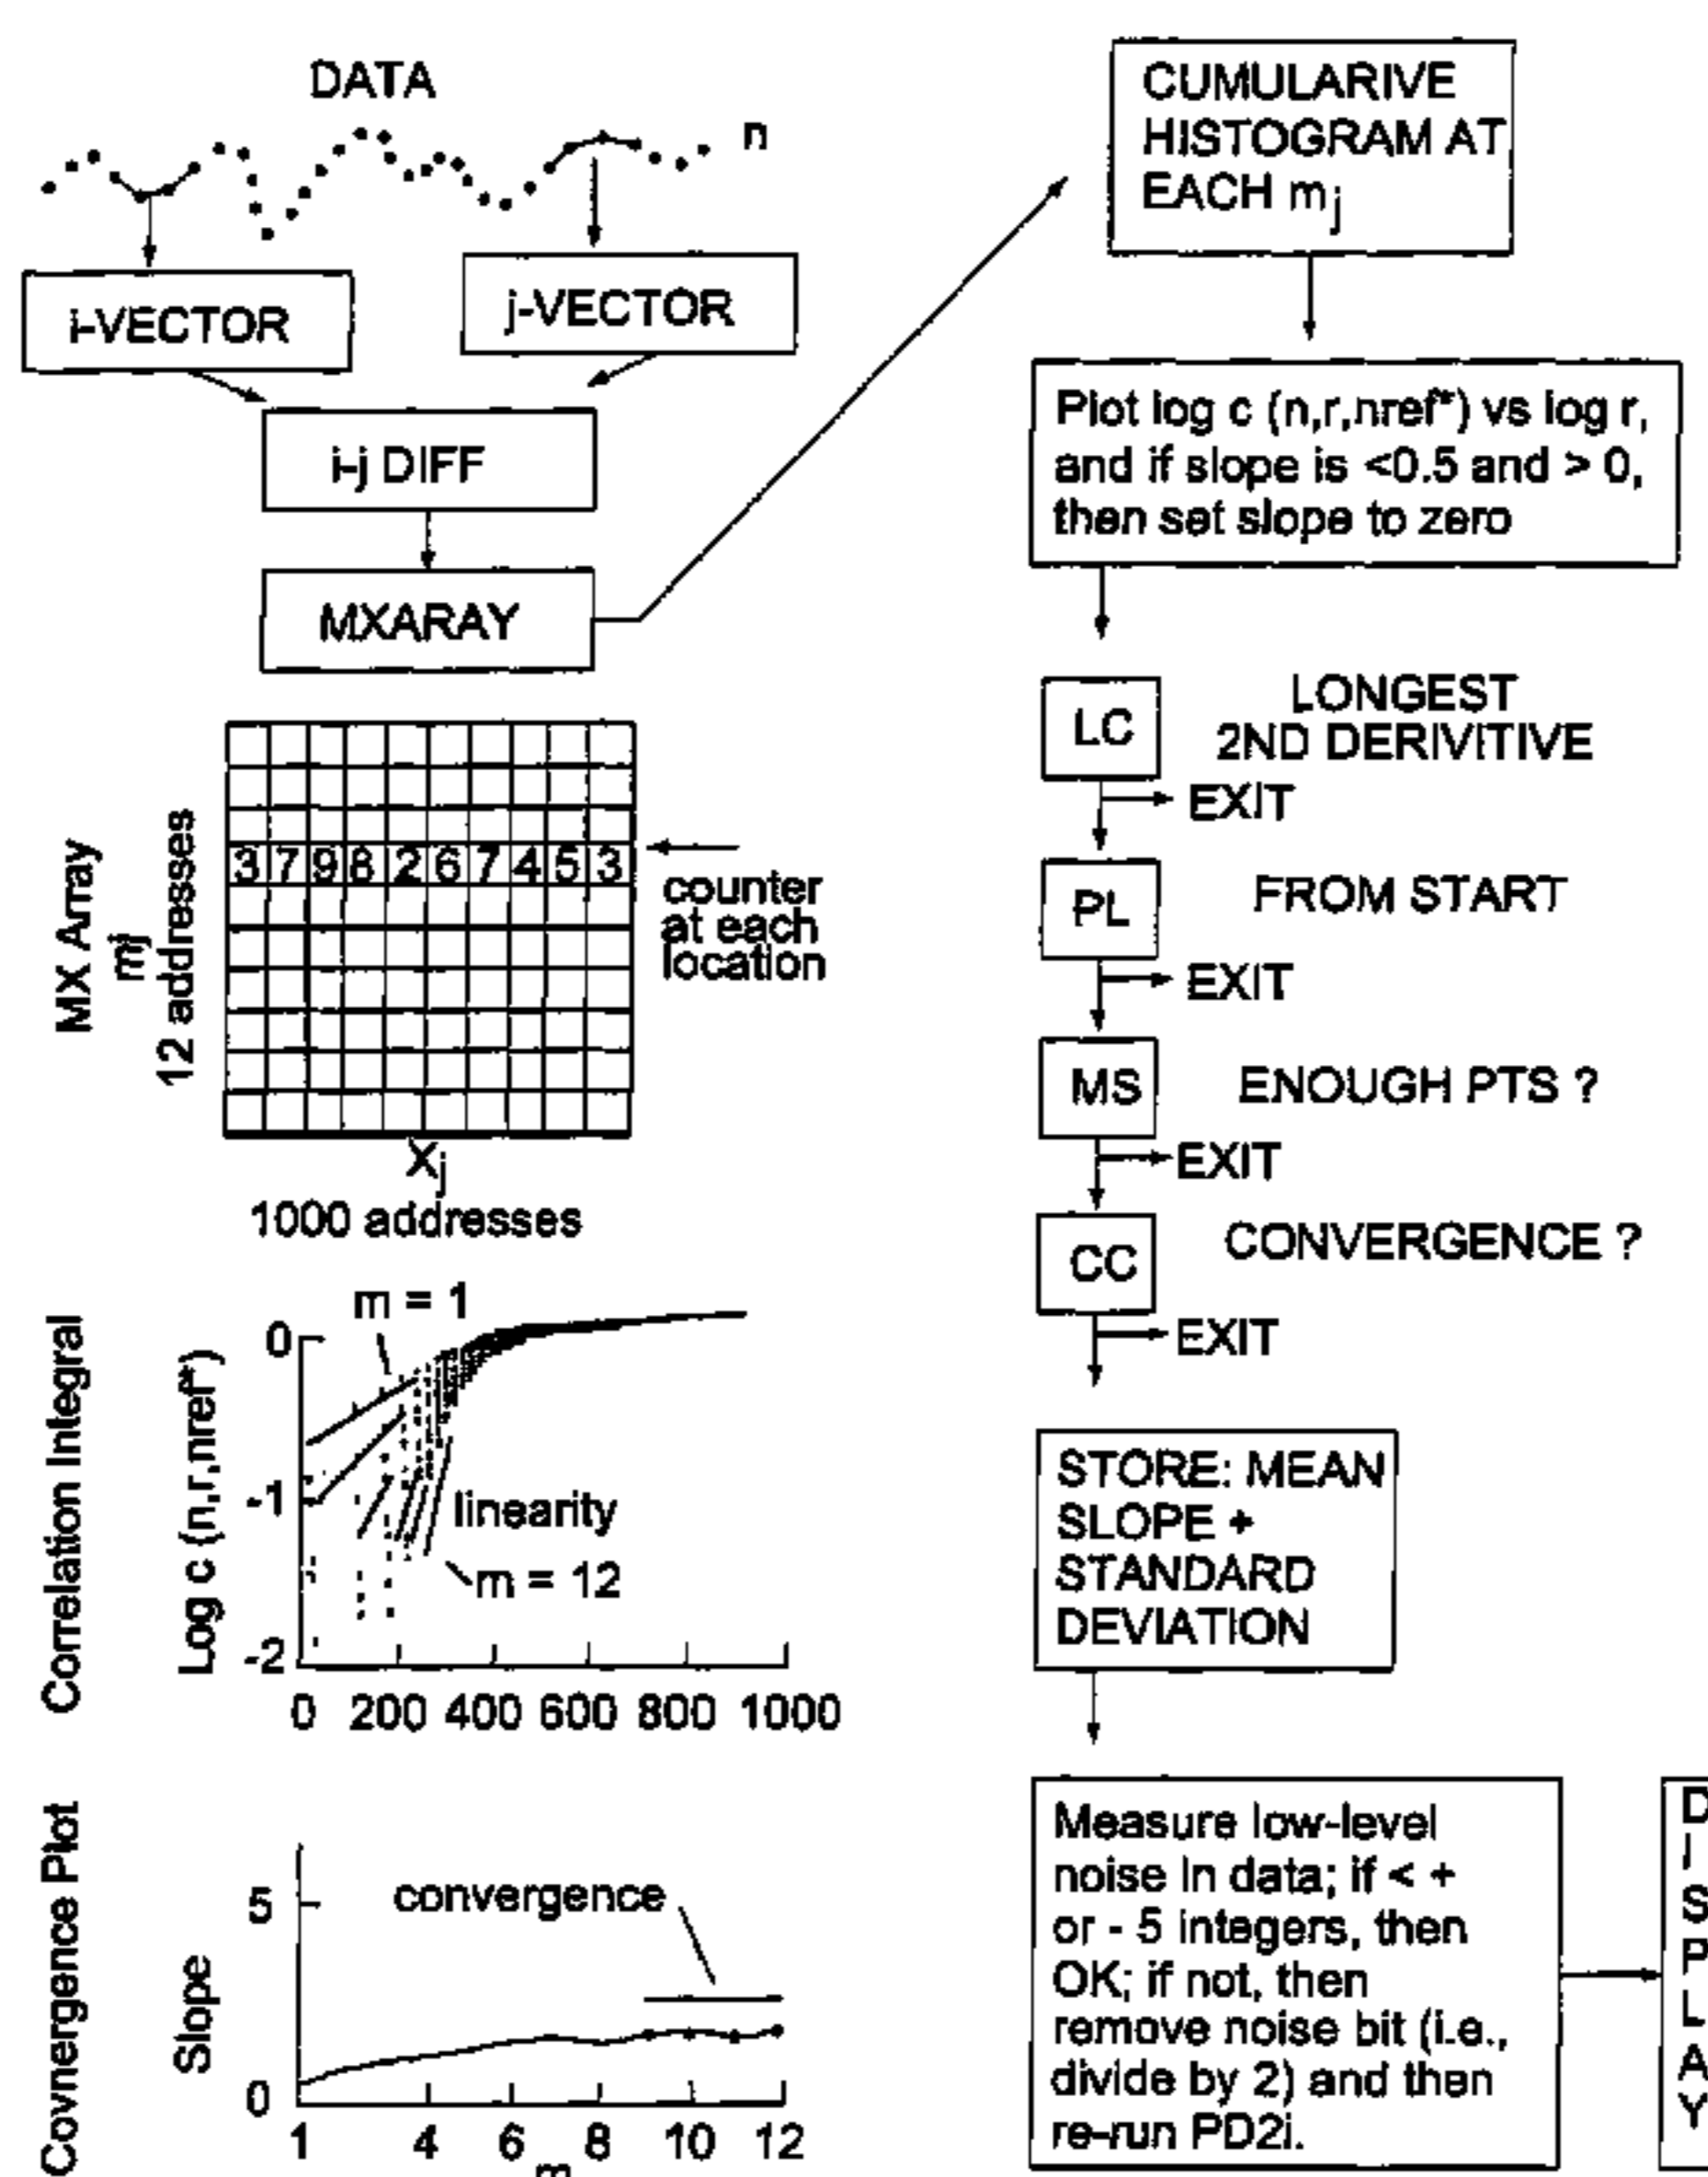 DATA
n
i-VECTOR
j-VECTOR
i-j DIFF
MXARAY
MX Array
mj
12 addresses
3 7 9 8 2 6 7 4 5 3
counter
at each
location
Xj
1000 addresses
Correlation Integral
Log c (n,r,nref*)
m = 1
0
-1
-2
linearity
m = 12
0 200 400 600 800 1000
Covnergence Plot
Slope
5
0
convergence
1 4 6 8 10 12
m
CUMULARIVE
HISTOGRAM AT
EACH mj
Plot log c (n,r,nref*) vs log r,
and if slope is <0.5 and > 0,
then set slope to zero
LC
LONGEST
2ND DERIVITIVE
EXIT
PL
FROM START
EXIT
MS
ENOUGH PTS ?
EXIT
CC
CONVERGENCE ?
EXIT
STORE: MEAN
SLOPE +
STANDARD
DEVIATION
Measure low-level
noise in data; if < +
or - 5 integers, then
OK; if not, then
remove noise bit (i.e.,
divide by 2) and then
re-run PD2i.
DISPLAY